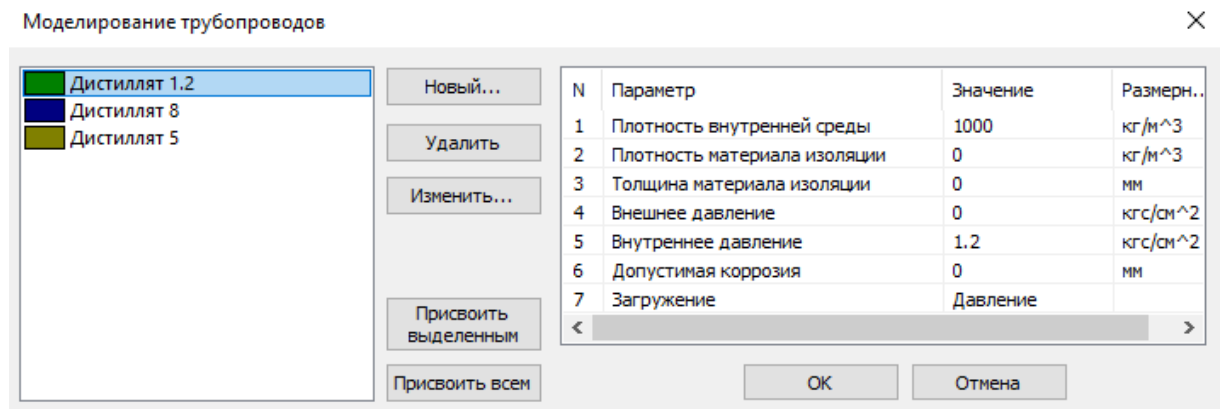 Моделирование трубопроводов
Дистиллят 1.2
Дистиллят 8
Дистиллят 5
Новый...
Удалить
Изменить...
Присвоить
выделенным
Присвоить всем
N Параметр Значение Размерн..
1 Плотность внутренней среды 1000 кг/м^3
2 Плотность материала изоляции 0 кг/м^3
3 Толщина материала изоляции 0 мм
4 Внешнее давление 0 кгс/см^2
5 Внутреннее давление 1.2 кгс/см^2
6 Допустимая коррозия 0 мм
7 Загружение Давление
OK Отмена